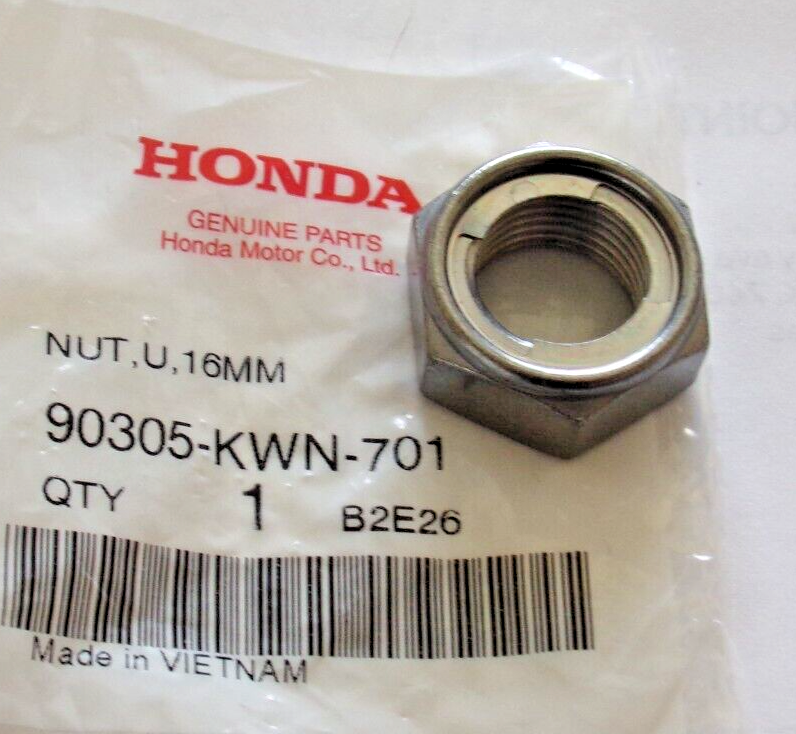 HONDA
GENUINE PARTS
Honda Motor Co., Ltd.
NUT,U,16MM
90305-KWN-701
QTY 1 B2E26
Made in VIETNAM